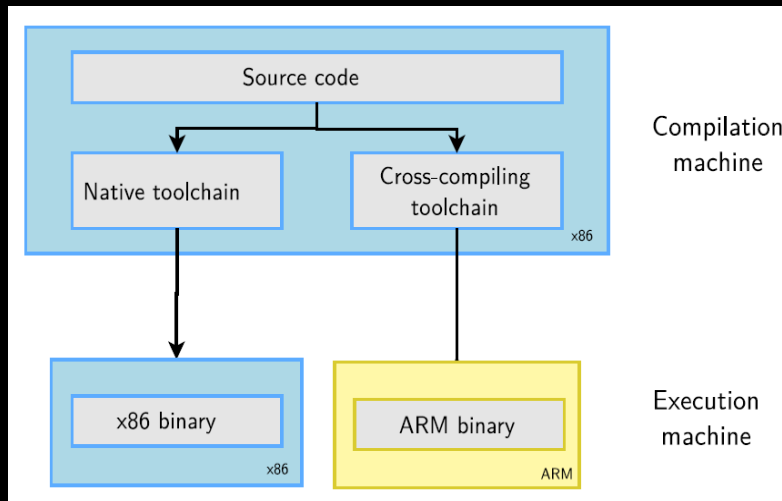 Source code
Compilation
machine
Native toolchain
Cross-compiling
toolchain
x86
x86 binary
x86
ARM binary
ARM
Execution
machine